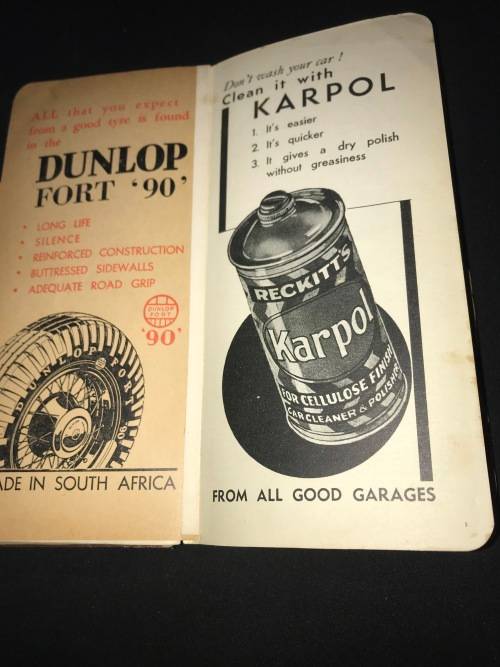 ALL that you expect
from a good tyre is found
in the
DUNLOP
FORT '90'
• LONG LIFE
• SILENCE
• REINFORCED CONSTRUCTION
• BUTTRESSED SIDEWALLS
• ADEQUATE ROAD GRIP
DUNLOP
FORT
'90'
DUNLOP FORT
90
ADE IN SOUTH AFRICA
Don't wash your car!
Clean it with
KARPOL
1. It's easier
2. It's quicker
3. It gives a dry polish
without greasiness
RECKITT'S
Karpol
FOR CELLULOSE FINISH
CAR CLEANER & POLISHER
FROM ALL GOOD GARAGES